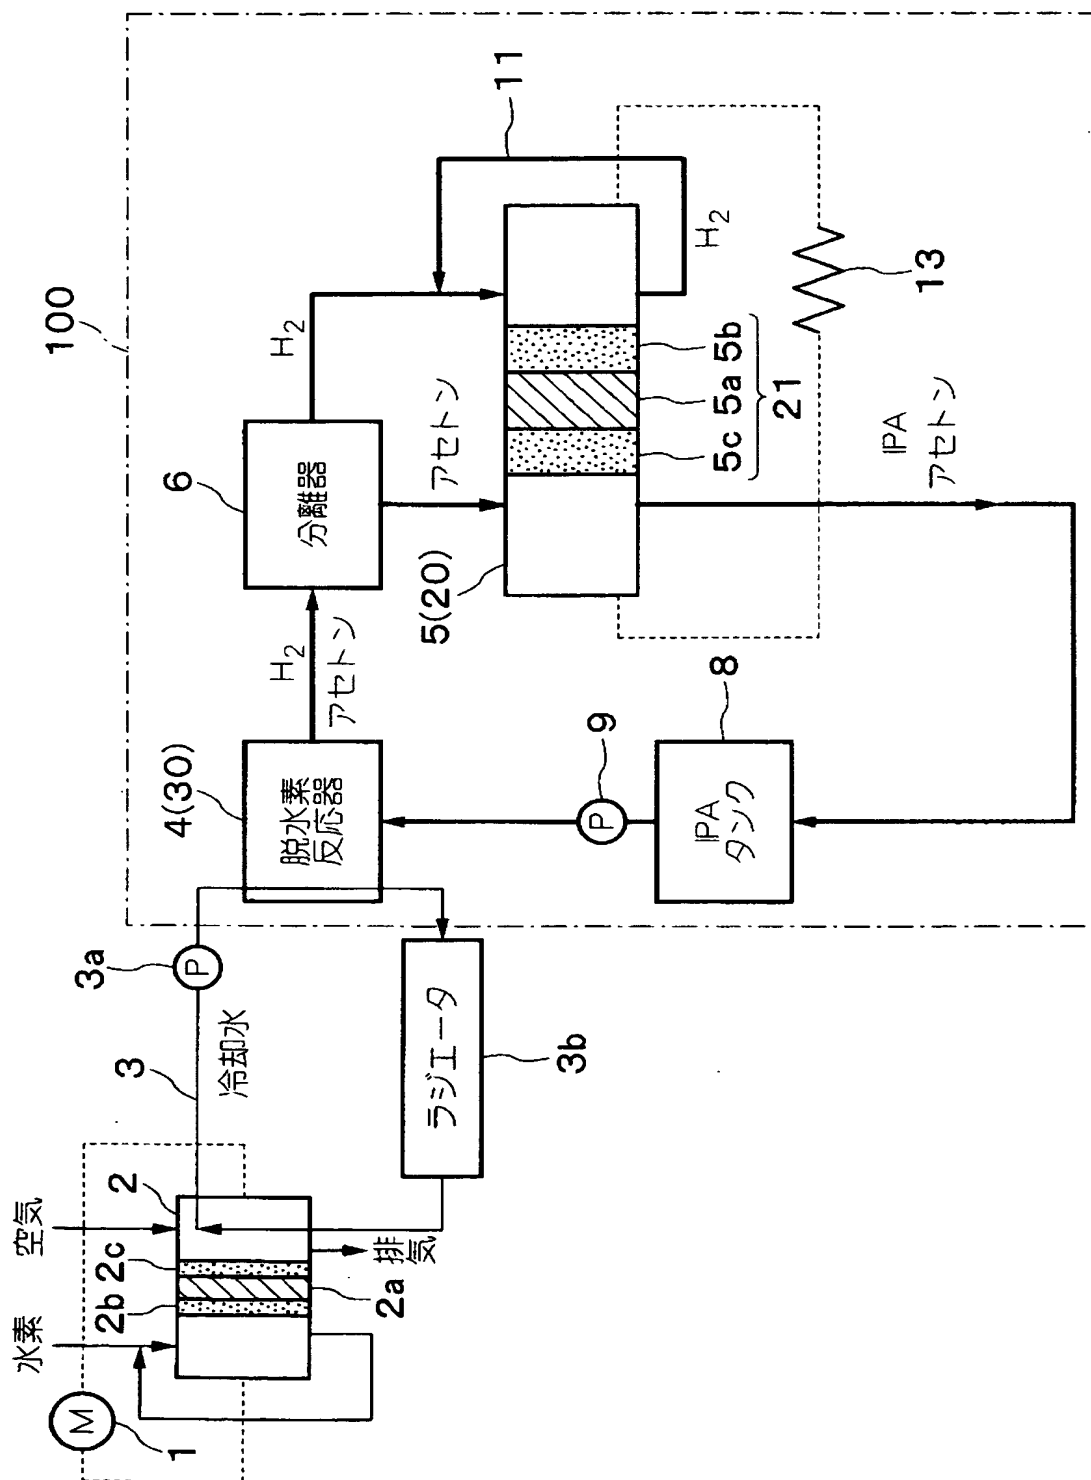 水素
空気
100
M
1
2b
2c
2
2a
排気
3
冷却水
3a
P
ラジエータ
3b
4(30)
脱水素
反応器
H2
アセトン
6
分離器
H2
アセトン
11
H2
5(20)
5c
5a
5b
21
13
9
P
8
IPA
タンク
IPA
アセトン